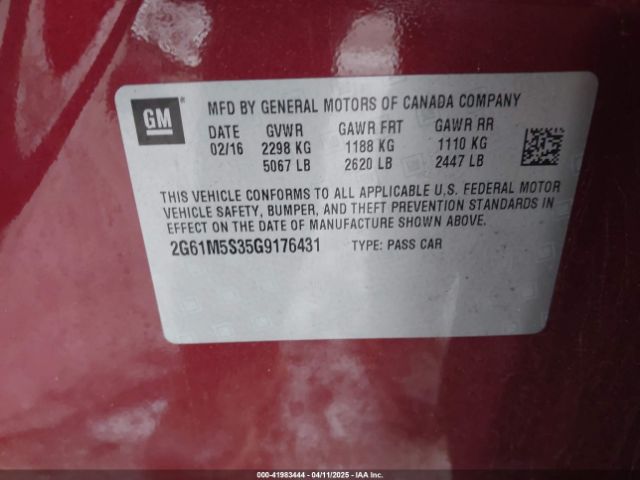 GM
MFD BY GENERAL MOTORS OF CANADA COMPANY
DATE GVWR GAWR FRT GAWR RR
02/16 2298 KG 1188 KG 1110 KG
5067 LB 2620 LB 2447 LB
THIS VEHICLE CONFORMS TO ALL APPLICABLE U.S. FEDERAL MOTOR
VEHICLE SAFETY, BUMPER, AND THEFT PREVENTION STANDARDS IN
EFFECT ON THE DATE OF MANUFACTURE SHOWN ABOVE.
2G61M5S35G9176431 TYPE: PASS CAR
000-41983444 - 04/11/2025 - IAA Inc.